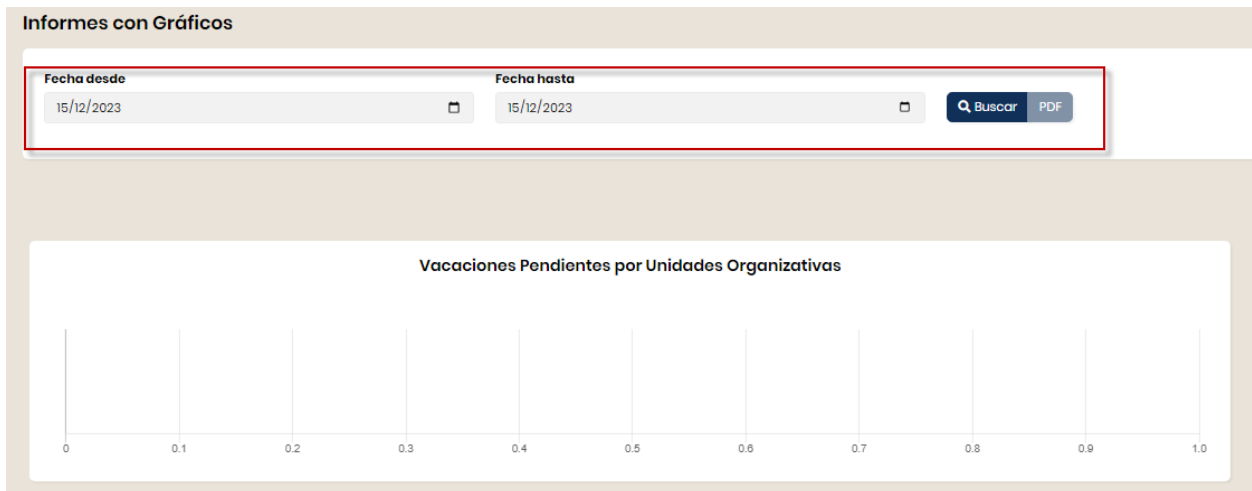 Informes con Gráficos
Fecha desde Fecha hasta
15/12/2023 15/12/2023 Buscar PDF
Vacaciones Pendientes por Unidades Organizativas
0 0.1 0.2 0.3 0.4 0.5 0.6 0.7 0.8 0.9 1.0